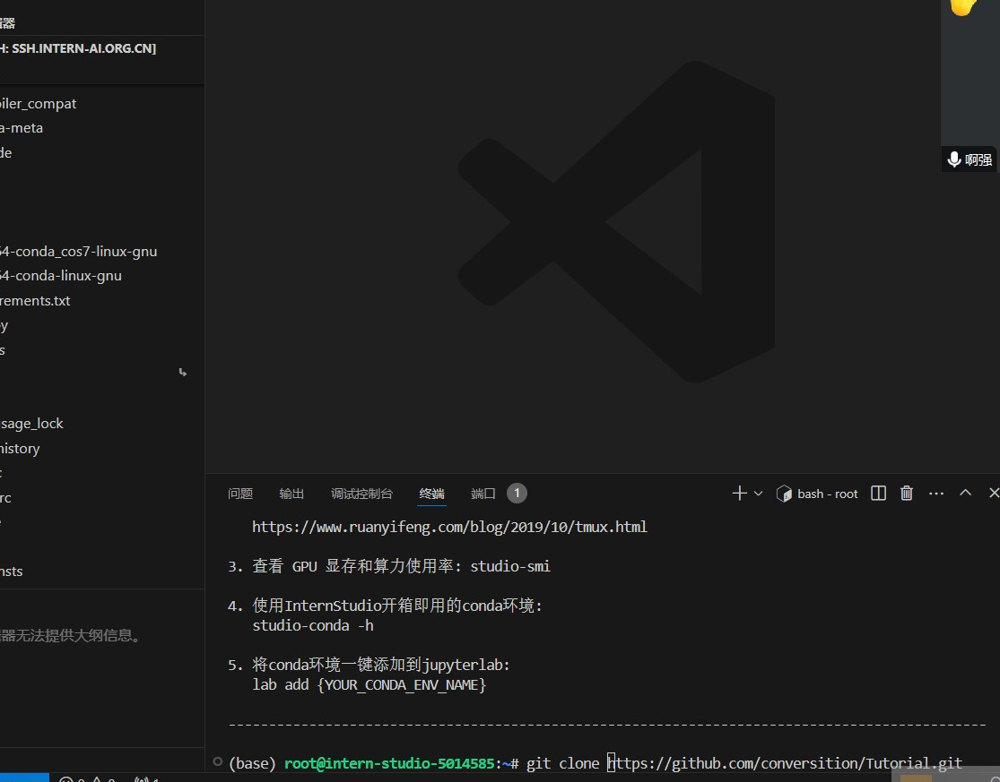 器
H: SSH.INTERN-AI.ORG.CN]
iler_compat
a-meta
de
64-conda_cos7-linux-gnu
64-conda-linux-gnu
rements.txt
y
s
sage_lock
history
rc
nsts
器无法提供大纲信息。
啊强
问题 输出 调试控制台 终端 端口 1
bash - root
https://www.ruanyifeng.com/blog/2019/10/tmux.html
3. 查看 GPU 显存和算力使用率: studio-smi
4. 使用InternStudio开箱即用的conda环境:
studio-conda -h
5. 将conda环境一键添加到jupyterlab:
lab add {YOUR_CONDA_ENV_NAME}
----------------------------------------------------------------------------------------------
(base) root@intern-studio-5014585:~# git clone https://github.com/conversition/Tutorial.git